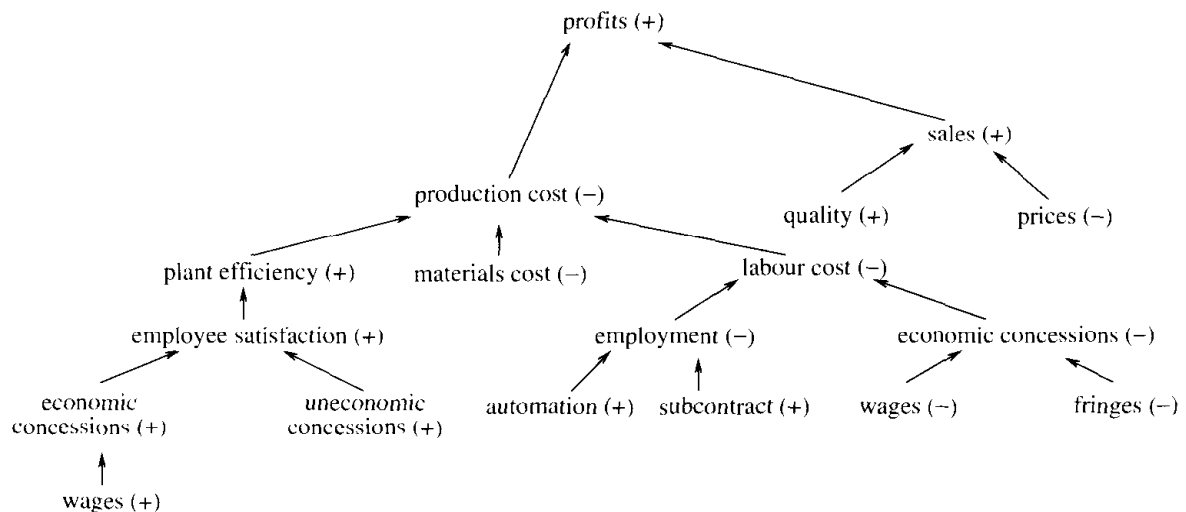 profits (+)
sales (+)
production cost (−)
quality (+) prices (−)
plant efficiency (+) materials cost (−) labour cost (−)
employee satisfaction (+) employment (−) economic concessions (−)
economic uneconomic automation (+) subcontract (+) wages (−) fringes (−)
concessions (+) concessions (+)
wages (+)